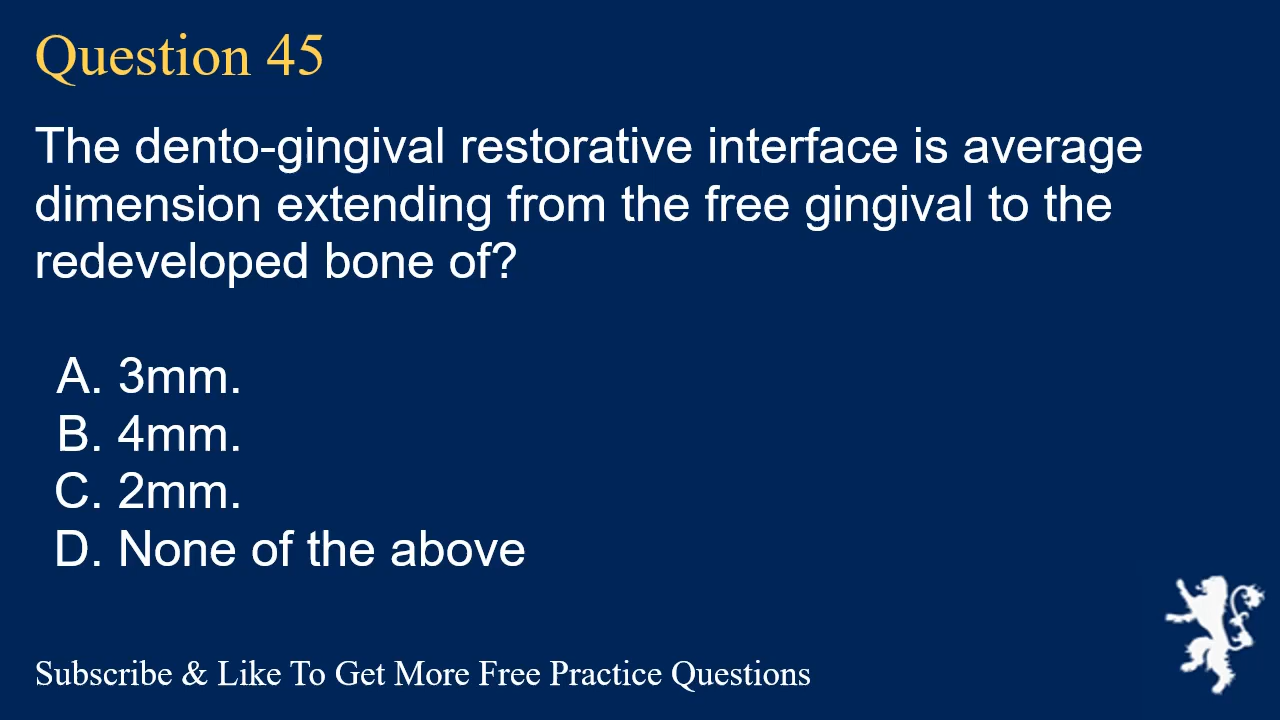 Question 45
The dento-gingival restorative interface is average
dimension extending from the free gingival to the
redeveloped bone of?
A. 3mm.
B. 4mm.
C. 2mm.
D. None of the above
Subscribe & Like To Get More Free Practice Questions